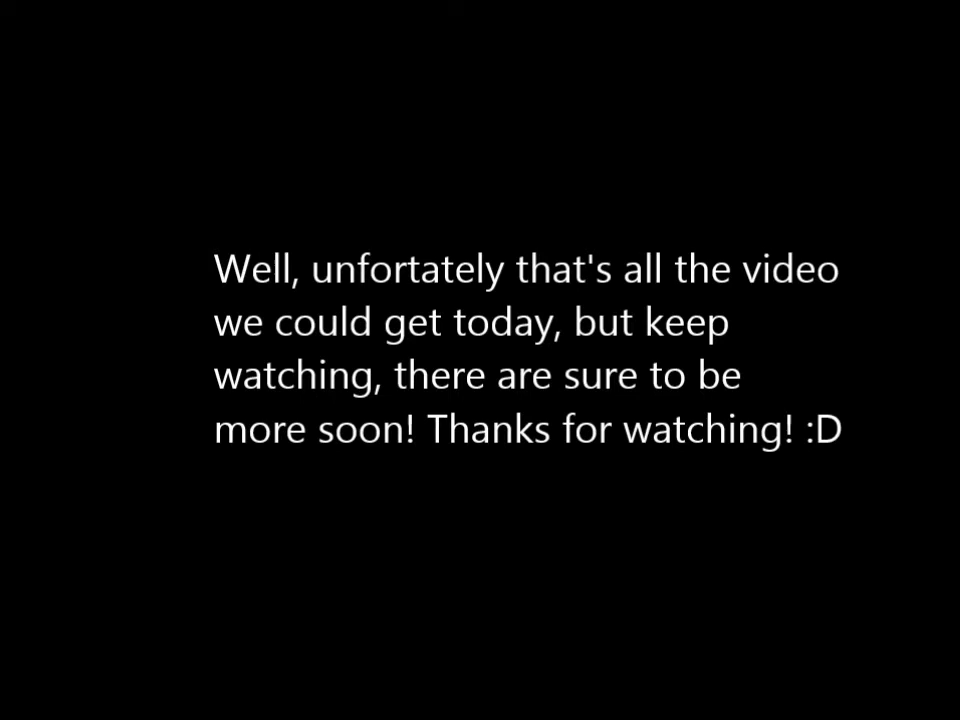 Well, unfortately that's all the video
we could get today, but keep
watching, there are sure to be
more soon! Thanks for watching! :D